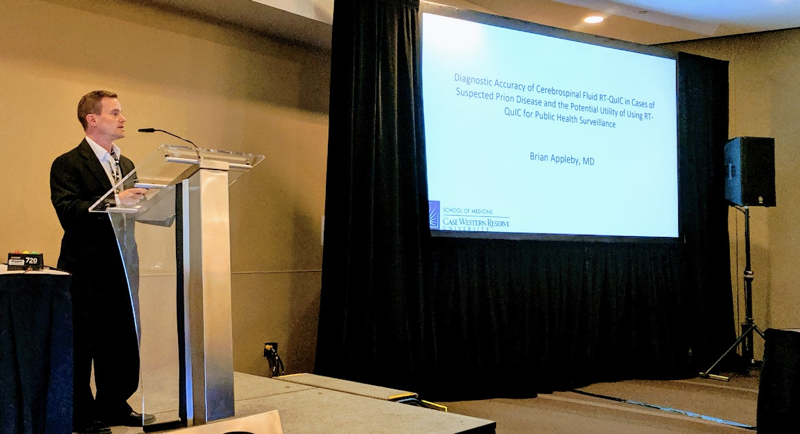 Diagnostic Accuracy of Cerebrospinal Fluid RT-QuIC in Cases of
Suspected Prion Disease and the Potential Utility of Using RT-
QuIC for Public Health Surveillance
Brian Appleby, MD
SCHOOL OF MEDICINE
CASE WESTERN RESERVE
UNIVERSITY
720